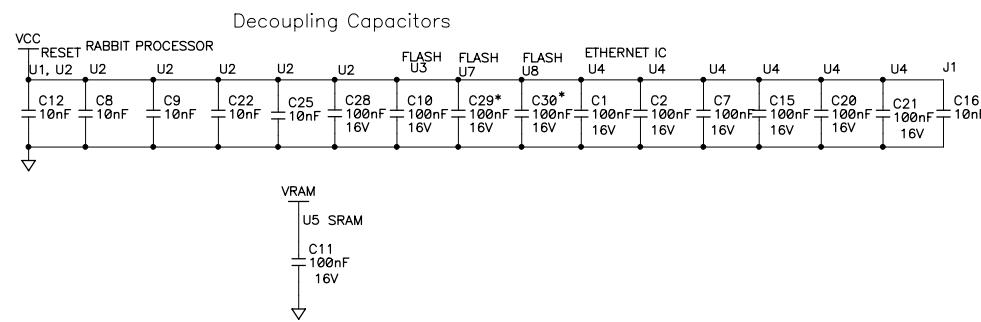 Decoupling Capacitors
VCC
RESET
RABBIT PROCESSOR
FLASH
FLASH
FLASH
ETHERNET IC
U1, U2
U2
U2
U2
U2
U2
U3
U7
U8
U4
U4
U4
U4
U4
U4
J1
C12
10nF
C8
10nF
C9
10nF
C22
10nF
C25
10nF
C28
100nF
16V
C10
100nF
16V
C29*
100nF
16V
C30*
100nF
16V
C1
100nF
16V
C2
100nF
16V
C7
100nF
16V
C15
100nF
16V
C20
100nF
16V
C21
100nF
16V
C16
VRAM
U5 SRAM
C11
100nF
16V